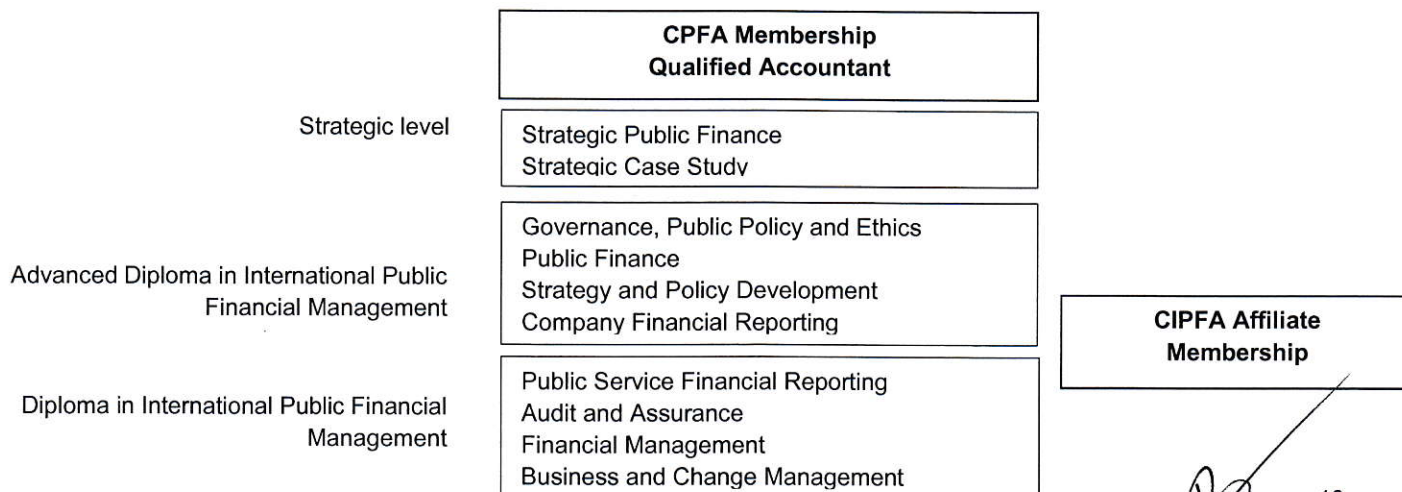 CPFA Membership
Qualified Accountant
Strategic level
Strategic Public Finance
Strategic Case Study
Advanced Diploma in International Public
Financial Management
Governance, Public Policy and Ethics
Public Finance
Strategy and Policy Development
Company Financial Reporting
CIPFA Affiliate
Membership
Diploma in International Public Financial
Management
Public Service Financial Reporting
Audit and Assurance
Financial Management
Business and Change Management